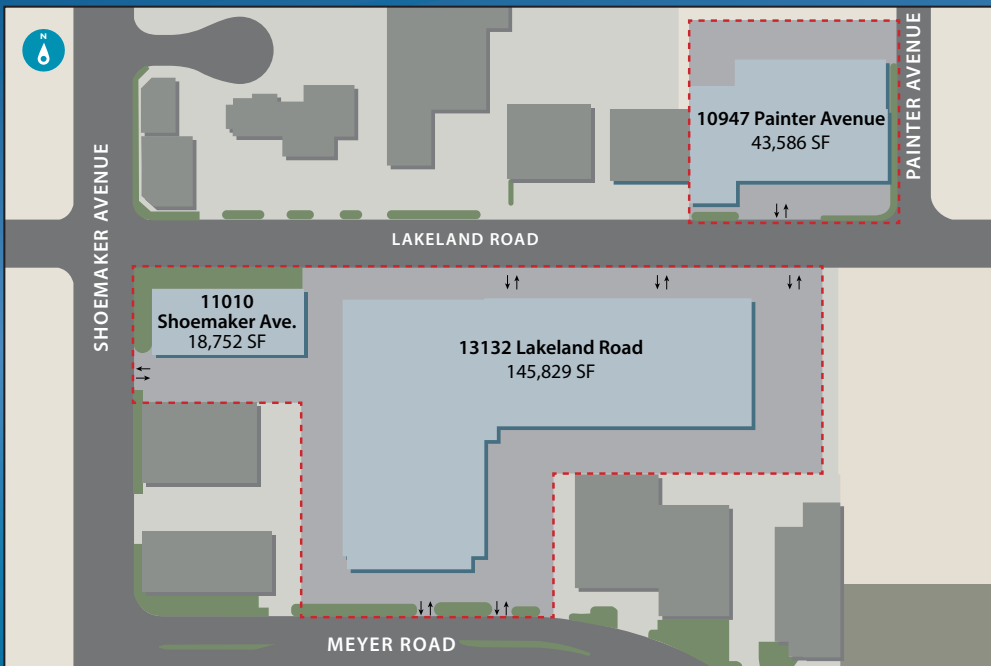 N
PAINTER AVENUE
10947 Painter Avenue
43,586 SF
SHOEMAKER AVENUE
LAKELAND ROAD
11010
Shoemaker Ave.
18,752 SF
13132 Lakeland Road
145,829 SF
MEYER ROAD